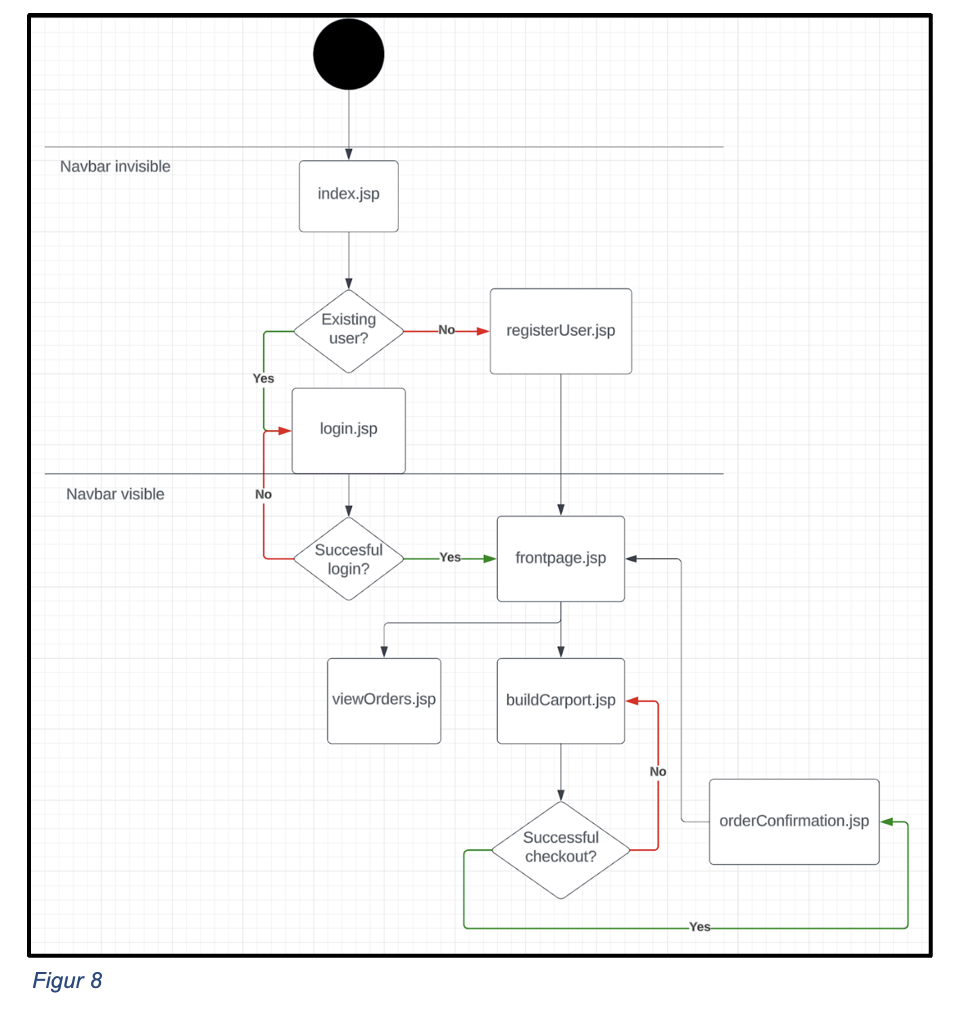 Navbar invisible
index.jsp
Existing
user?
No
registerUser.jsp
Yes
login.jsp
Navbar visible
No
Succesful
login?
Yes
frontpage.jsp
viewOrders.jsp
buildCarport.jsp
No
orderConfirmation.jsp
Successful
checkout?
Yes
Figur 8